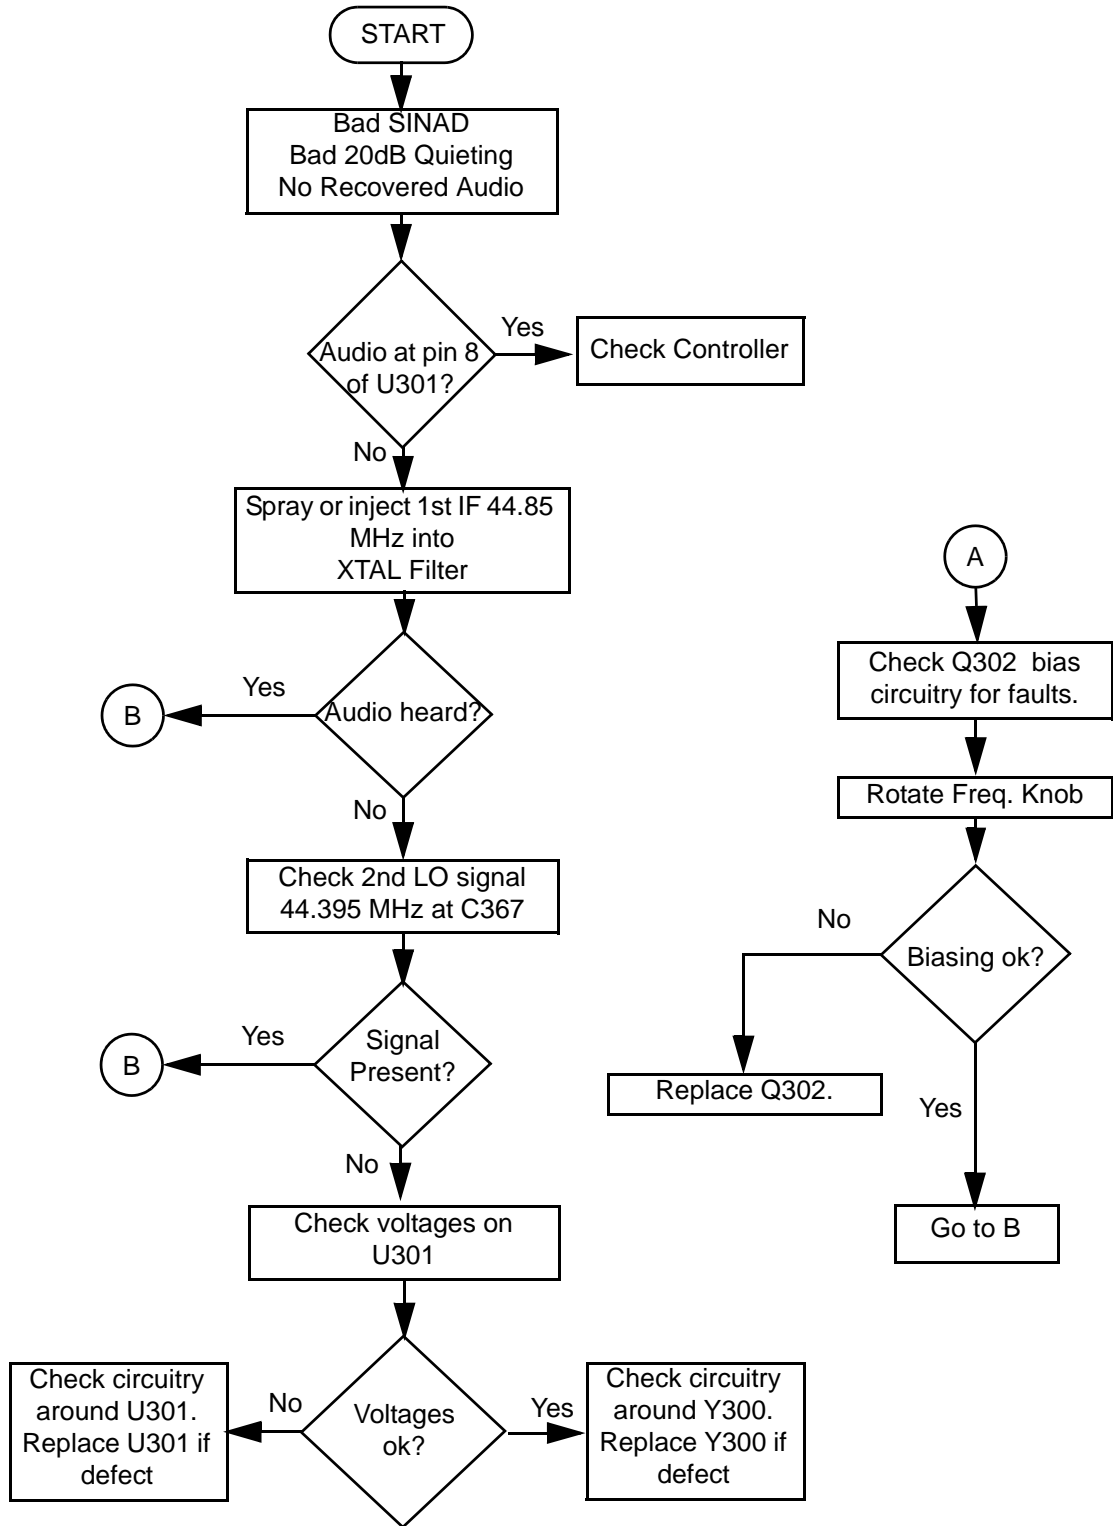 START
Bad SINAD
Bad 20dB Quieting
No Recovered Audio
Audio at pin 8
of U301?
Yes
Check Controller
No
Spray or inject 1st IF 44.85
MHz into
XTAL Filter
Audio heard?
Yes
B
No
Check 2nd LO signal
44.395 MHz at C367
Signal
Present?
Yes
B
No
Check voltages on
U301
Voltages
ok?
No
Check circuitry
around U301.
Replace U301 if
defect
Yes
Check circuitry
around Y300.
Replace Y300 if
defect
A
Check Q302 bias
circuitry for faults.
Rotate Freq. Knob
Biasing ok?
No
Replace Q302.
Yes
Go to B